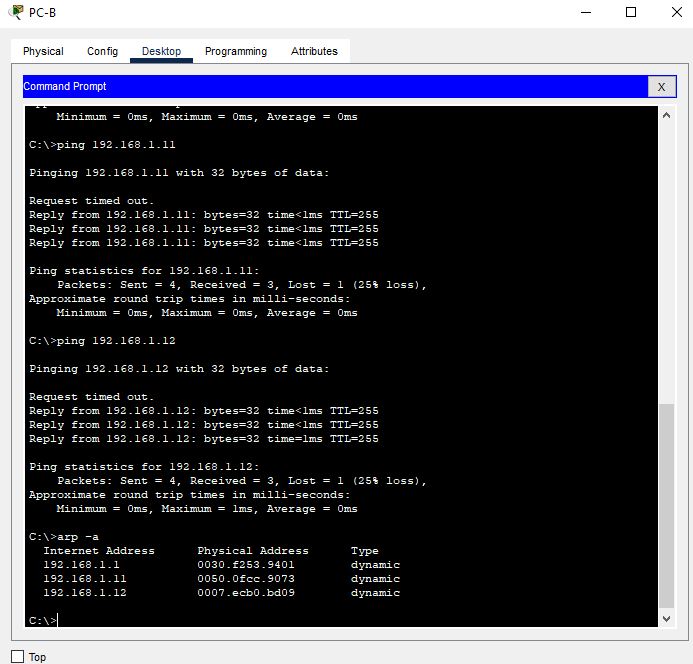 PC-B
Physical Config Desktop Programming Attributes
Command Prompt X
Minimum = 0ms, Maximum = 0ms, Average = 0ms
C:\>ping 192.168.1.11
Pinging 192.168.1.11 with 32 bytes of data:
Request timed out.
Reply from 192.168.1.11: bytes=32 time<1ms TTL=255
Reply from 192.168.1.11: bytes=32 time<1ms TTL=255
Reply from 192.168.1.11: bytes=32 time<1ms TTL=255
Ping statistics for 192.168.1.11:
Packets: Sent = 4, Received = 3, Lost = 1 (25% loss),
Approximate round trip times in milli-seconds:
Minimum = 0ms, Maximum = 0ms, Average = 0ms
C:\>ping 192.168.1.12
Pinging 192.168.1.12 with 32 bytes of data:
Request timed out.
Reply from 192.168.1.12: bytes=32 time<1ms TTL=255
Reply from 192.168.1.12: bytes=32 time<1ms TTL=255
Reply from 192.168.1.12: bytes=32 time=1ms TTL=255
Ping statistics for 192.168.1.12:
Packets: Sent = 4, Received = 3, Lost = 1 (25% loss),
Approximate round trip times in milli-seconds:
Minimum = 0ms, Maximum = 1ms, Average = 0ms
C:\>arp -a
Internet Address Physical Address Type
192.168.1.1 0030.f253.9401 dynamic
192.168.1.11 0050.0fcc.9073 dynamic
192.168.1.12 0007.ecb0.bd09 dynamic
C:\>
Top